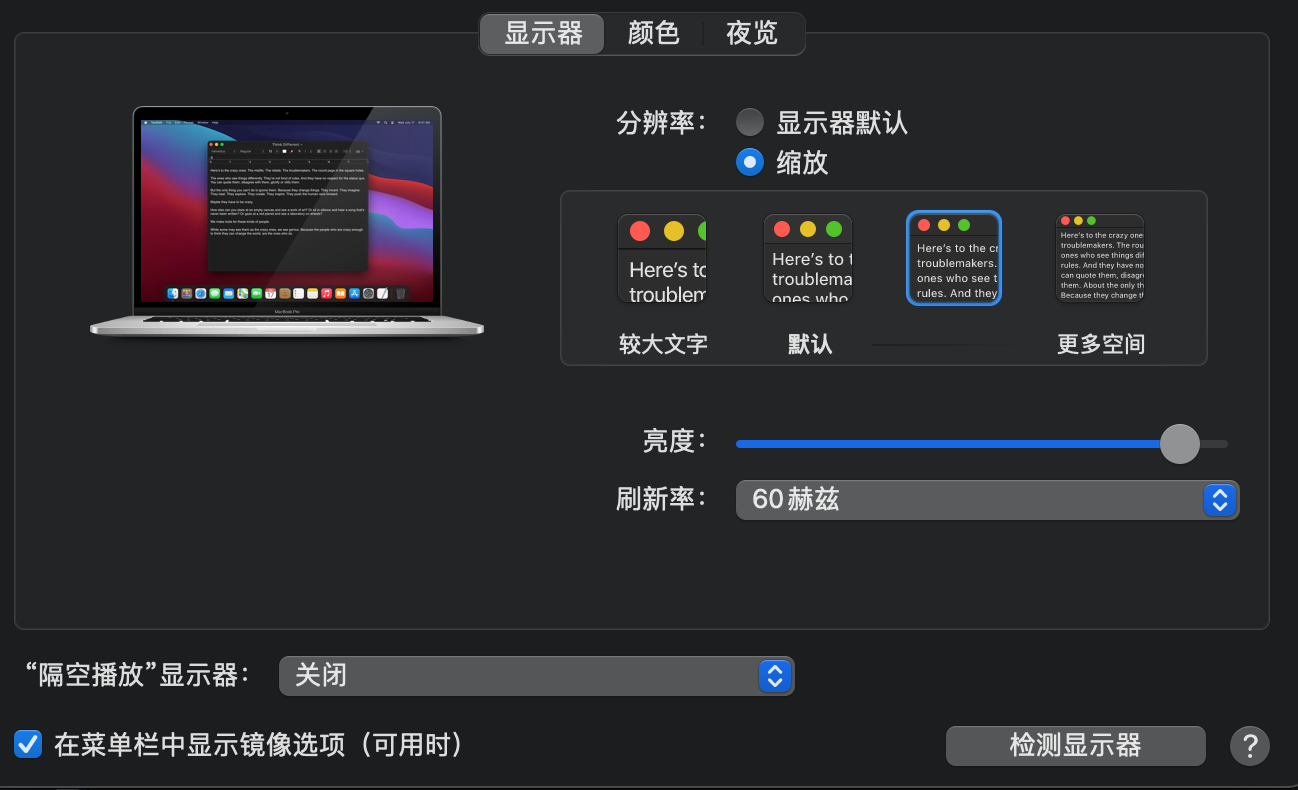 显示器 颜色 夜览
分辨率： 显示器默认
缩放
Here's to the cr
troublemakers.
ones who see t
rules. And they
Here's to t
troublema
ones who
Here's to
troublem
Here's to the crazy one
troublemakers. The rou
ones who see things dif
rules. And they have no
can quote them, disagre
them. About the only th
Because they change th
较大文字 默认 更多空间
亮度：
刷新率： 60赫兹
MacBook Pro
“隔空播放”显示器： 关闭
在菜单栏中显示镜像选项（可用时） 检测显示器 ?